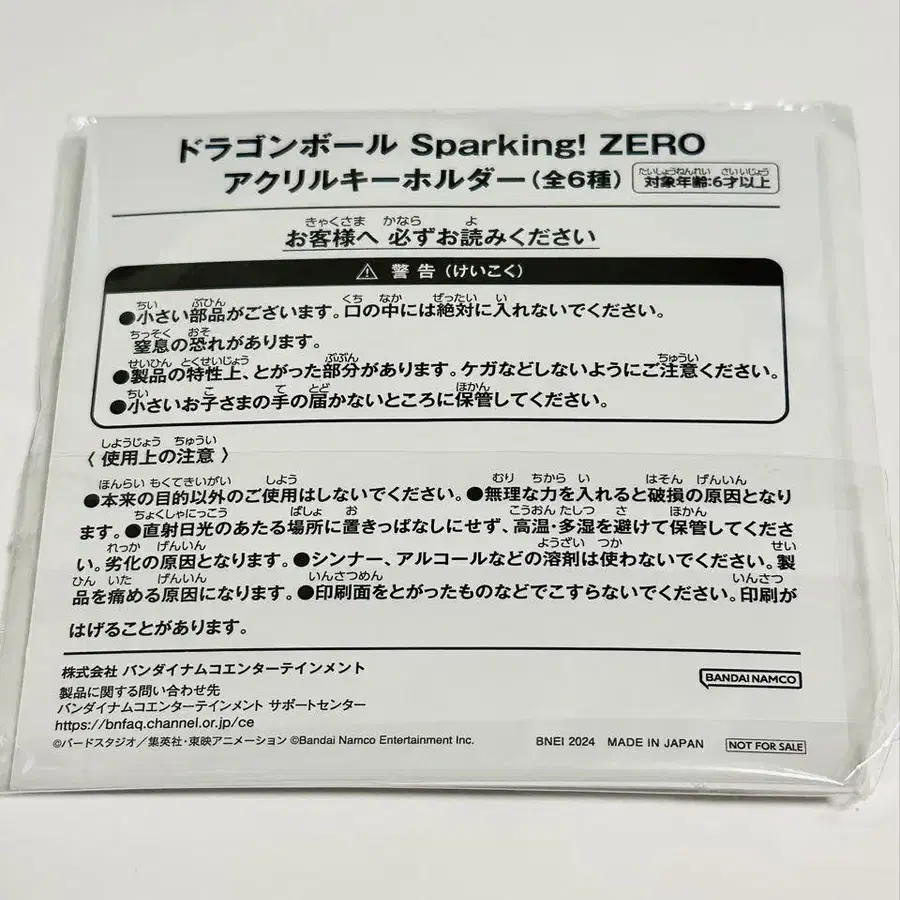 ドラゴンボール Sparking! ZERO
アクリルキーホルダー(全6種)
たいしょうねんれい さいいじょう
対象年齢:6才以上
きゃくさま かなら よ
お客様へ 必ずお読みください
⚠ 警告(けいこく)
ちい ぶひん くち なか ぜったい い
●小さい部品がございます。口の中には絶対に入れないでください。
ちっそく おそ
窒息の恐れがあります。
せいひん とくせいじょう ぶぶん ちゅうい
●製品の特性上、とがった部分があります。ケガなどしないようにご注意ください。
ちい こ て とど ほかん
●小さいお子さまの手の届かないところに保管してください。
しようじょう ちゅうい
〈 使用上の注意 〉
ほんらい もくてきいがい しよう むり ちから い はそん げんいん
●本来の目的以外のご使用はしないでください。●無理な力を入れると破損の原因となり
ちょくしゃにっこう ばしょ お こうおん たしつ さ ほかん
ます。●直射日光のあたる場所に置きっぱなしにせず、高温・多湿を避けて保管してくださ
れっか げんいん ようざい つか せい
い。劣化の原因となります。●シンナー、アルコールなどの溶剤は使わないでください。製
ひん いた げんいん いんさつめん いんさつ
品を痛める原因になります。●印刷面をとがったものなどでこすらないでください。印刷が
はげることがあります。
株式会社 バンダイナムコエンターテインメント
BANDAI NAMCO
製品に関する問い合わせ先
バンダイナムコエンターテインメント サポートセンター
https://bnfaq.channel.or.jp/ce
©バードスタジオ/集英社・東映アニメーション ©Bandai Namco Entertainment Inc. BNEI 2024 MADE IN JAPAN NOT FOR SALE